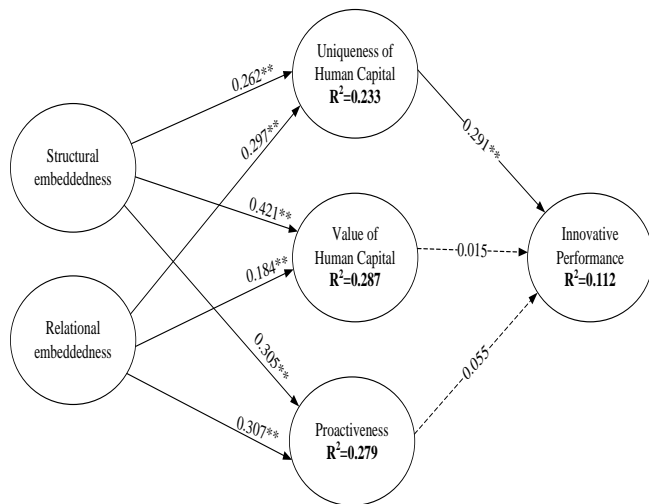 Uniqueness of
Human Capital
R²=0.233
0.262**
0.297**
0.291**
Structural
embeddedness
0.421**
Value of
Human Capital
R²=0.287
0.015
Innovative
Performance
R²=0.112
0.184**
Relational
embeddedness
0.305**
0.055
0.307**
Proactiveness
R²=0.279